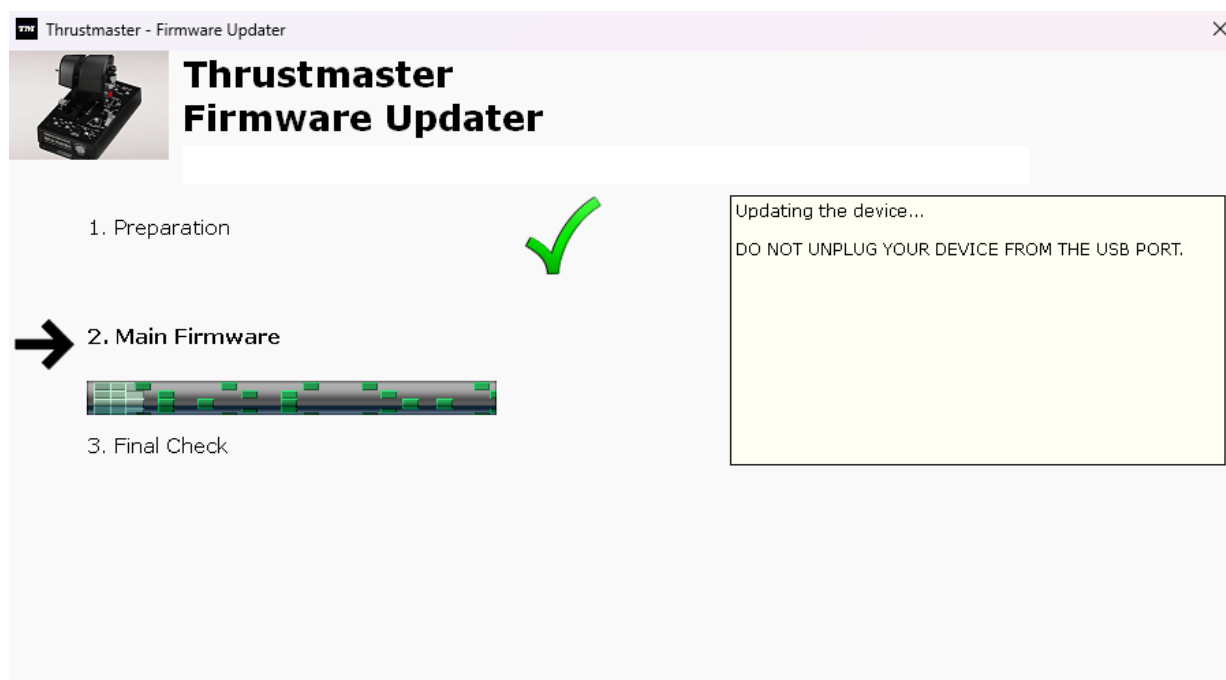 TM Thrustmaster - Firmware Updater
Thrustmaster
Firmware Updater
1. Preparation
2. Main Firmware
3. Final Check
Updating the device...
DO NOT UNPLUG YOUR DEVICE FROM THE USB PORT.